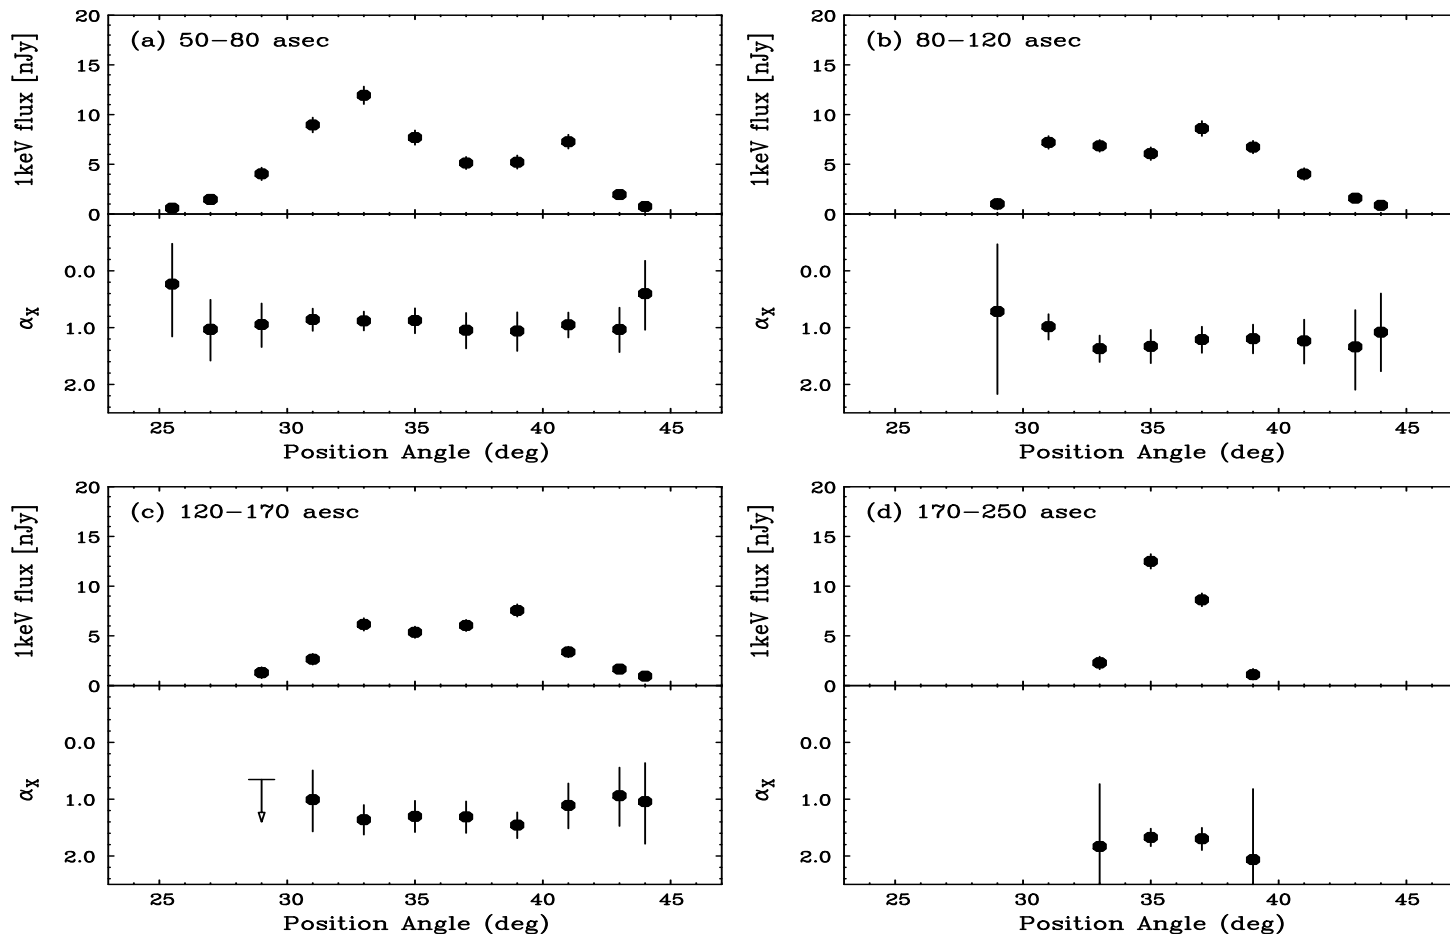 20 20
(a) 50−80 asec (b) 80−120 asec
15 15
1keV flux [nJy] 10 1keV flux [nJy] 10
5 5
0 0
0.0 0.0
αX 1.0 αX 1.0
2.0 2.0
25 30 35 40 45 25 30 35 40 45
Position Angle (deg) Position Angle (deg)
20 20
(c) 120−170 aesc (d) 170−250 asec
15 15
1keV flux [nJy] 10 1keV flux [nJy] 10
5 5
0 0
0.0 0.0
αX 1.0 αX 1.0
2.0 2.0
25 30 35 40 45 25 30 35 40 45
Position Angle (deg) Position Angle (deg)